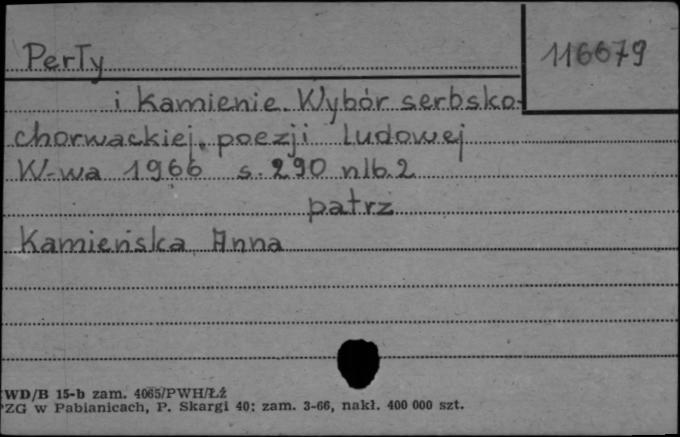 Perły
116679
i kamienie. Wybór serbsko-
chorwackiej poezji ludowej
W-wa 1966 s. 290 nlb. 2
patrz
Kamieńska Anna
WD/B 15-b zam. 4065/PWH/Łź
PZG w Pabianicach, P. Skargi 40; zam. 3-66, nakł. 400 000 szt.